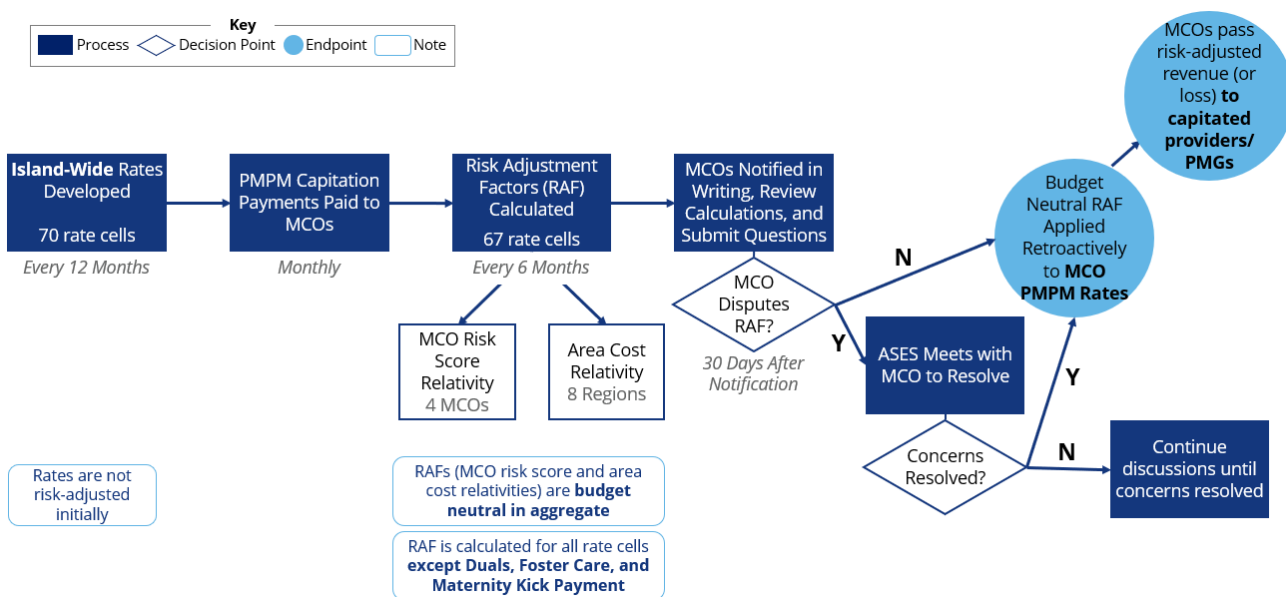 Key
Process
Decision Point
Endpoint
Note
MCOs pass
risk-adjusted
revenue (or
loss) to
capitated
providers/
PMGs
Island-Wide Rates
Developed
70 rate cells
Every 12 Months
PMPM Capitation
Payments Paid to
MCOs
Monthly
Risk Adjustment
Factors (RAF)
Calculated
67 rate cells
Every 6 Months
MCOs Notified in
Writing, Review
Calculations, and
Submit Questions
Budget
Neutral RAF
Applied
Retroactively
to MCO
PMPM Rates
N
MCO
Disputes
RAF?
Y
30 Days After
Notification
MCO Risk
Score
Relativity
4 MCOs
Area Cost
Relativity
8 Regions
ASES Meets with
MCO to Resolve
Y
Concerns
Resolved?
N
Continue
discussions until
concerns resolved
Rates are not
risk-adjusted
initially
RAFs (MCO risk score and area
cost relativities) are budget
neutral in aggregate
RAF is calculated for all rate cells
except Duals, Foster Care, and
Maternity Kick Payment